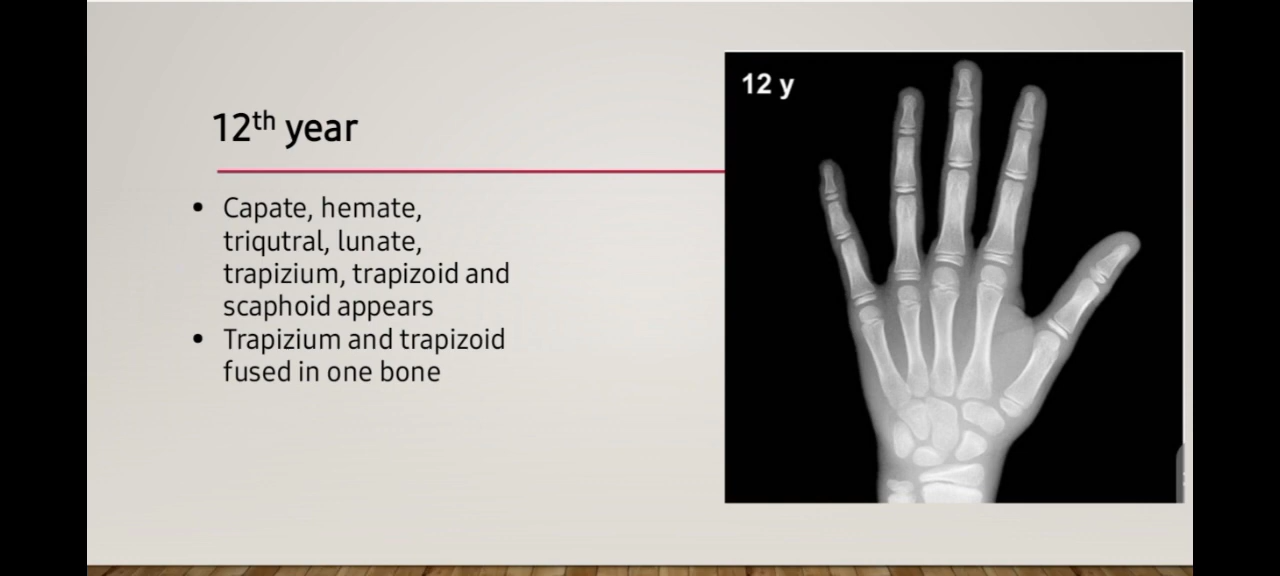 12th year
Capate, hemate,
triqutral, lunate,
trapizium, trapizoid and
scaphoid appears
Trapizium and trapizoid
fused in one bone
12 y